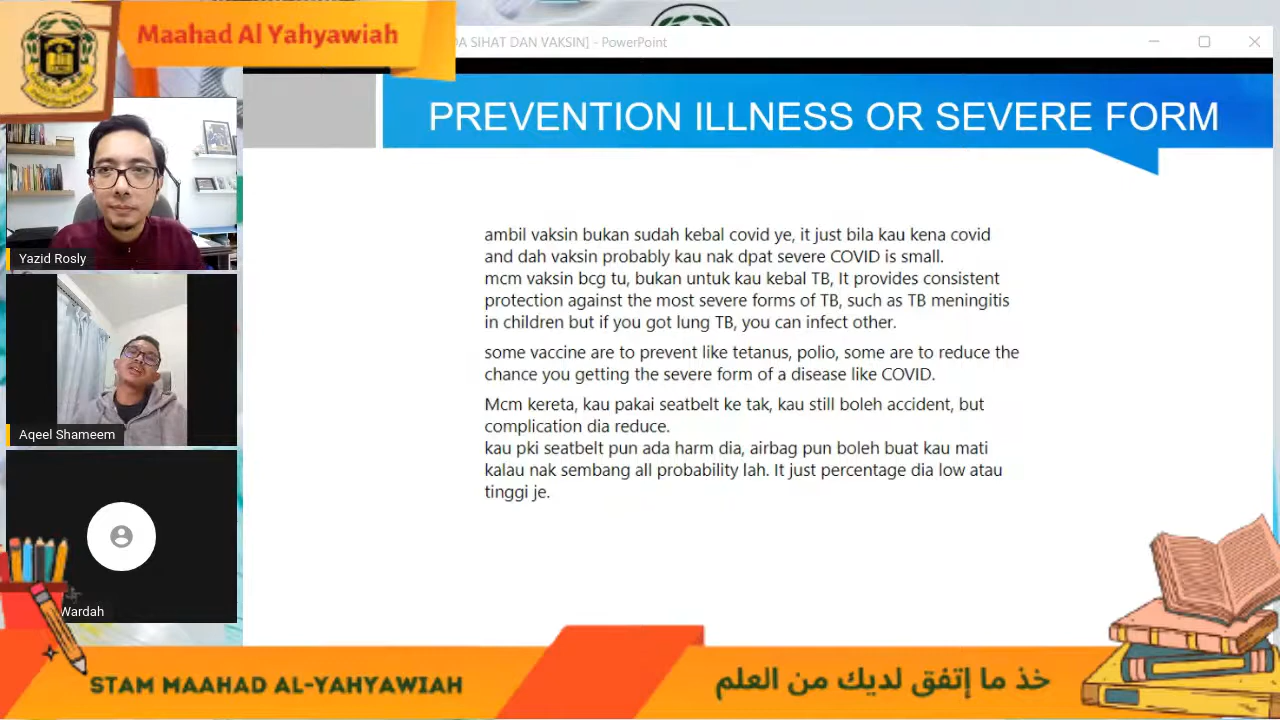 Maahad Al Yahyawiah
DA SIHAT DAN VAKSIN] - PowerPoint
PREVENTION ILLNESS OR SEVERE FORM
Yazid Rosly
Aqeel Shameem
Wardah
ambil vaksin bukan sudah kebal covid ye, it just bila kau kena covid
and dah vaksin probably kau nak dpat severe COVID is small.
mcm vaksin bcg tu, bukan untuk kau kebal TB, It provides consistent
protection against the most severe forms of TB, such as TB meningitis
in children but if you got lung TB, you can infect other.
some vaccine are to prevent like tetanus, polio, some are to reduce the
chance you getting the severe form of a disease like COVID.
Mcm kereta, kau pakai seatbelt ke tak, kau still boleh accident, but
complication dia reduce.
kau pki seatbelt pun ada harm dia, airbag pun boleh buat kau mati
kalau nak sembang all probability lah. It just percentage dia low atau
tinggi je.
STAM MAAHAD AL-YAHYAWIAH
خذ ما إتفق لديك من العلم